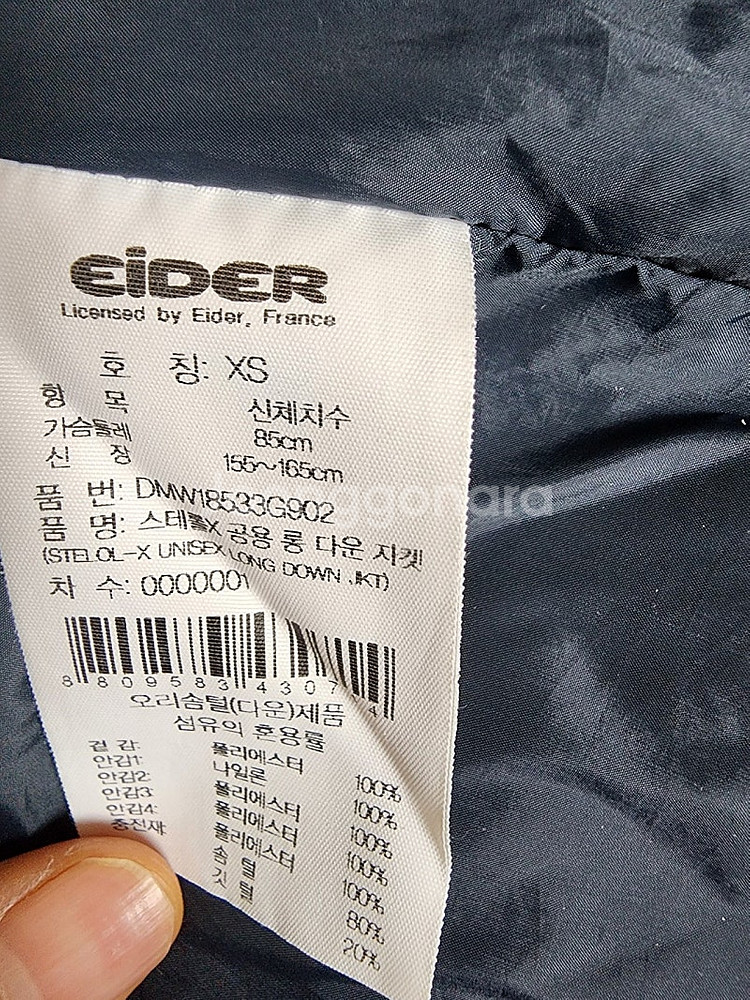 EiDER
Licensed by Eider, France
호 칭: XS
항 목 신체치수
가슴둘레 85cm
신 장 155~165cm
품 번: DMW18533G902
품 명: 스테롤X 공용 롱 다운 자켓
(STELOL-X UNISEX LONG DOWN JKT)
차 수: 0000001
8 809583 430774
오리솜털(다운)제품
섬유의 혼용률
겉 감: 폴리에스터 100%
안감1: 나일론 100%
안감2: 폴리에스터 100%
안감3: 폴리에스터 100%
안감4: 폴리에스터 100%
충전재: 솜 털 80%
깃 털 20%